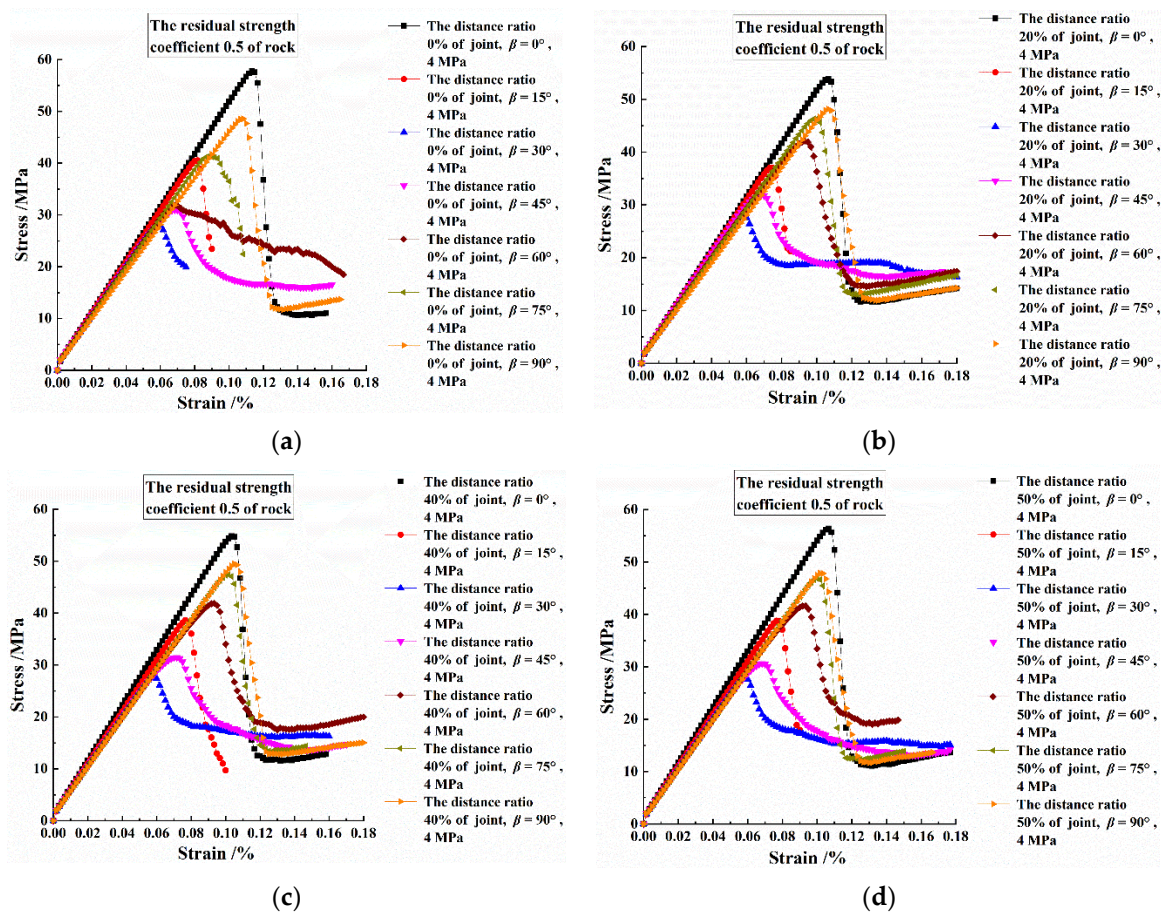 The residual strength
coefficient 0.5 of rock
Stress /MPa
60
50
40
30
20
10
0
0.00 0.02 0.04 0.06 0.08 0.10 0.12 0.14 0.16 0.18
Strain /%
The distance ratio
0% of joint, β = 0° ,
4 MPa
The distance ratio
0% of joint, β = 15° ,
4 MPa
The distance ratio
0% of joint, β = 30° ,
4 MPa
The distance ratio
0% of joint, β = 45° ,
4 MPa
The distance ratio
0% of joint, β = 60° ,
4 MPa
The distance ratio
0% of joint, β = 75° ,
4 MPa
The distance ratio
0% of joint, β = 90° ,
4 MPa
(a)
The residual strength
coefficient 0.5 of rock
Stress /MPa
60
50
40
30
20
10
0
0.00 0.02 0.04 0.06 0.08 0.10 0.12 0.14 0.16 0.18
Strain /%
The distance ratio
20% of joint, β = 0° ,
4 MPa
The distance ratio
20% of joint, β = 15° ,
4 MPa
The distance ratio
20% of joint, β = 30° ,
4 MPa
The distance ratio
20% of joint, β = 45° ,
4 MPa
The distance ratio
20% of joint, β = 60° ,
4 MPa
The distance ratio
20% of joint, β = 75° ,
4 MPa
The distance ratio
20% of joint, β = 90° ,
4 MPa
(b)
The residual strength
coefficient 0.5 of rock
Stress /MPa
60
50
40
30
20
10
0
0.00 0.02 0.04 0.06 0.08 0.10 0.12 0.14 0.16 0.18
Strain /%
The distance ratio
40% of joint, β = 0° ,
4 MPa
The distance ratio
40% of joint, β = 15° ,
4 MPa
The distance ratio
40% of joint, β = 30° ,
4 MPa
The distance ratio
40% of joint, β = 45° ,
4 MPa
The distance ratio
40% of joint, β = 60° ,
4 MPa
The distance ratio
40% of joint, β = 75° ,
4 MPa
The distance ratio
40% of joint, β = 90° ,
4 MPa
(c)
The residual strength
coefficient 0.5 of rock
Stress /MPa
60
50
40
30
20
10
0
0.00 0.02 0.04 0.06 0.08 0.10 0.12 0.14 0.16 0.18
Strain /%
The distance ratio
50% of joint, β = 0° ,
4 MPa
The distance ratio
50% of joint, β = 15° ,
4 MPa
The distance ratio
50% of joint, β = 30° ,
4 MPa
The distance ratio
50% of joint, β = 45° ,
4 MPa
The distance ratio
50% of joint, β = 60° ,
4 MPa
The distance ratio
50% of joint, β = 75° ,
4 MPa
The distance ratio
50% of joint, β = 90° ,
4 MPa
(d)